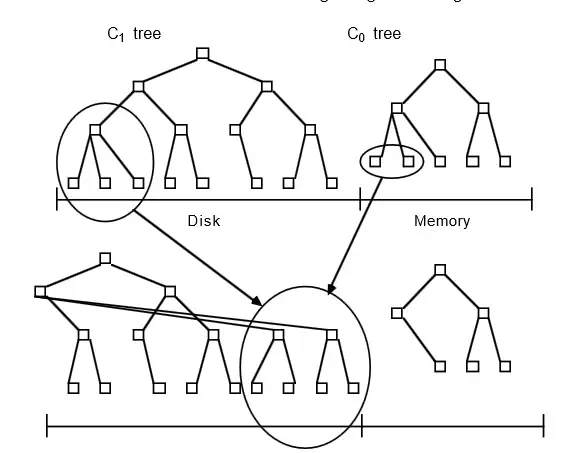 C₁ tree
C₀ tree
Disk
Memory